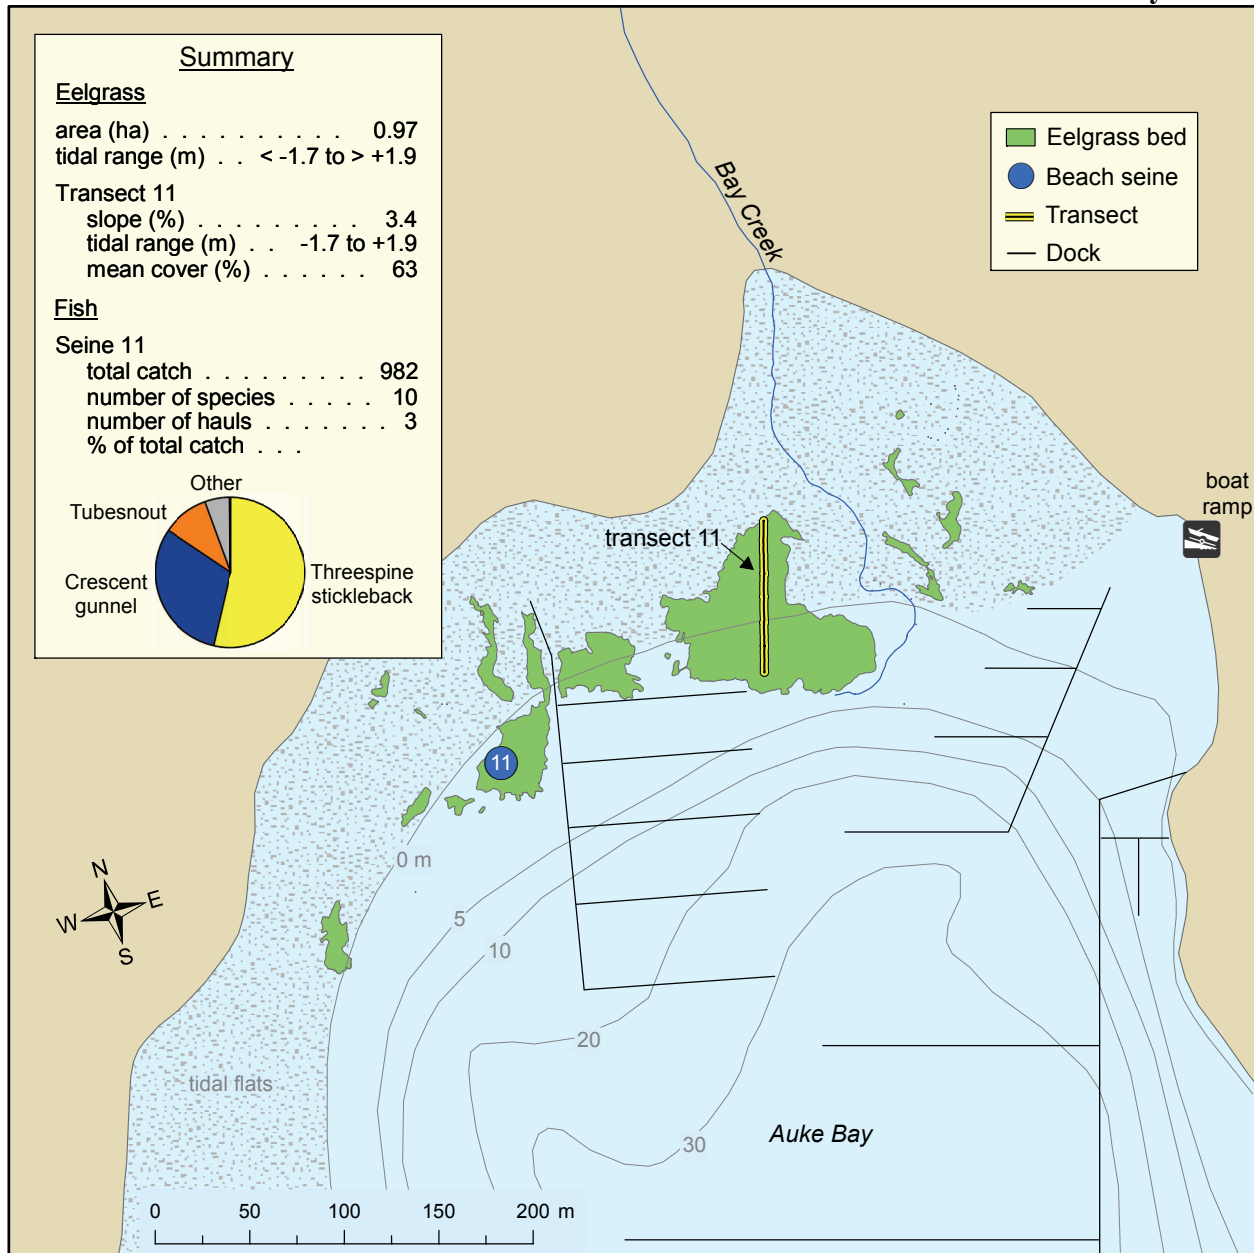 Summary
Eelgrass
area (ha) . . . . . . . . . . 0.97
tidal range (m) . . < -1.7 to > +1.9
Transect 11
slope (%) . . . . . . . . . 3.4
tidal range (m) . . -1.7 to +1.9
mean cover (%) . . . . . . 63
Fish
Seine 11
total catch . . . . . . . . . 982
number of species . . . . . 10
number of hauls . . . . . . . 3
% of total catch . . .
Other
Tubesnout
Crescent
gunnel
Threespine
stickleback
Eelgrass bed
Beach seine
Transect
Dock
Bay Creek
boat
ramp
transect 11
11
0 m
5
10
20
30
N
W E
S
tidal flats
Auke Bay
0 50 100 150 200 m